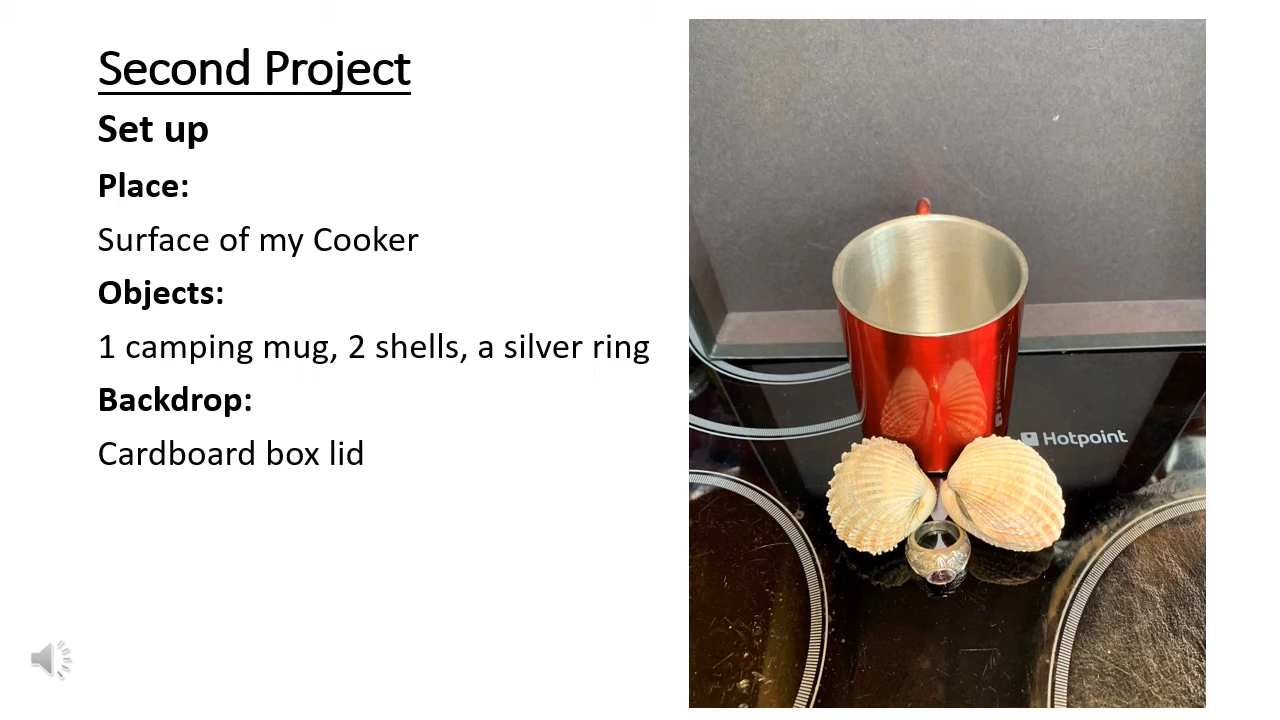 Second Project
Set up
Place:
Surface of my Cooker
Objects:
1 camping mug, 2 shells, a silver ring
Backdrop:
Cardboard box lid
Hotpoint